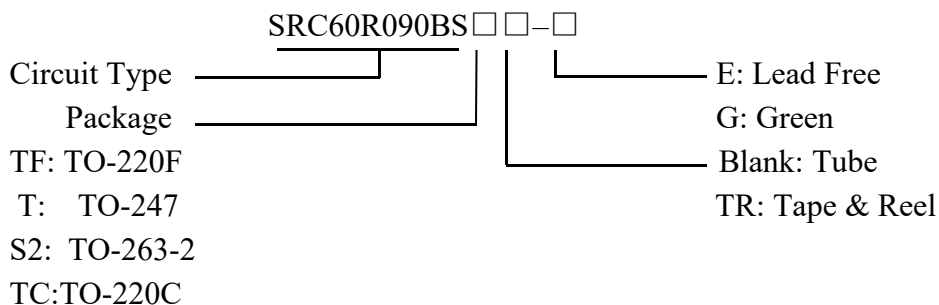 SRC60R090BS□ □–□
Circuit Type
Package
TF: TO-220F
T: TO-247
S2: TO-263-2
TC:TO-220C
E: Lead Free
G: Green
Blank: Tube
TR: Tape & Reel